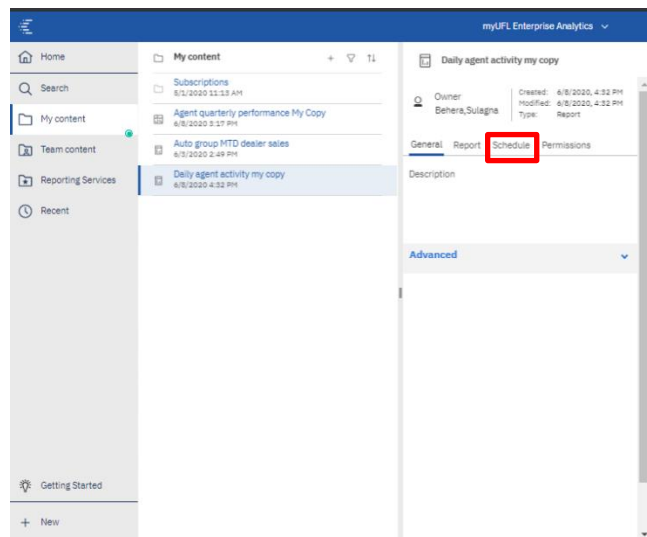 myUFL Enterprise Analytics
Home
Search
My content
Team content
Reporting Services
Recent
Getting Started
New
My content
Subscriptions
5/1/2020 11:13 AM
Agent quarterly performance My Copy
6/8/2020 3:17 PM
Auto group MTD dealer sales
6/3/2020 2:49 PM
Daily agent activity my copy
6/8/2020 4:32 PM
Daily agent activity my copy
Owner
Behera,Sulagna
Created: 6/8/2020, 4:32 PM
Modified: 6/8/2020, 4:32 PM
Type: Report
General Report Schedule Permissions
Description
Advanced